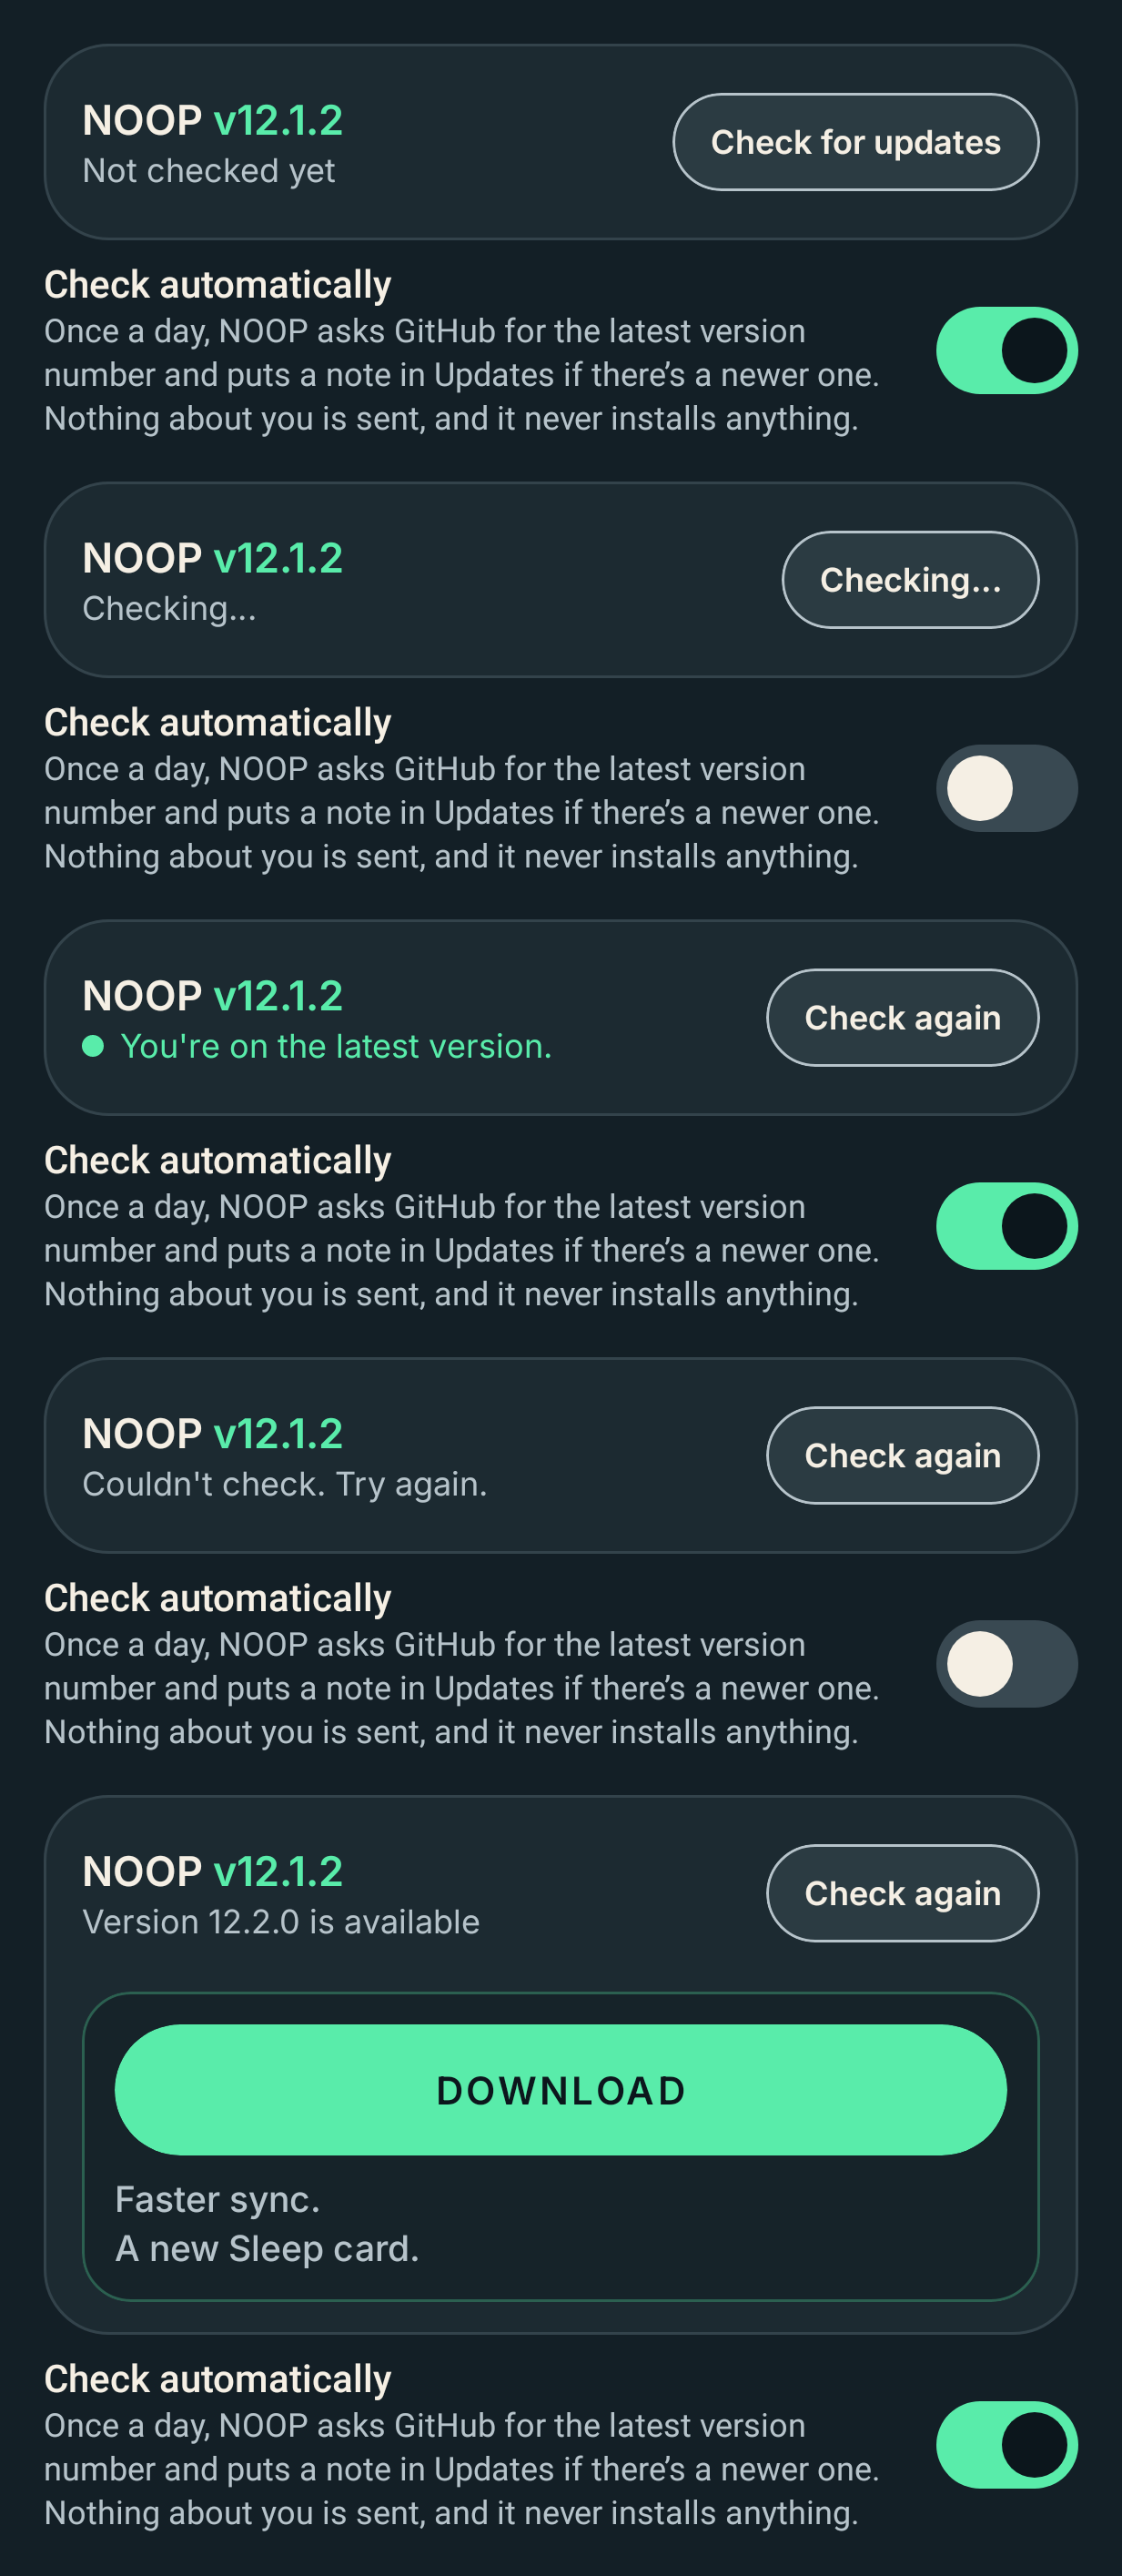 NOOP v12.1.2
Not checked yet
Check for updates
Check automatically
Once a day, NOOP asks GitHub for the latest version
number and puts a note in Updates if there’s a newer one.
Nothing about you is sent, and it never installs anything.
NOOP v12.1.2
Checking...
Checking...
Check automatically
Once a day, NOOP asks GitHub for the latest version
number and puts a note in Updates if there’s a newer one.
Nothing about you is sent, and it never installs anything.
NOOP v12.1.2
You're on the latest version.
Check again
Check automatically
Once a day, NOOP asks GitHub for the latest version
number and puts a note in Updates if there’s a newer one.
Nothing about you is sent, and it never installs anything.
NOOP v12.1.2
Couldn't check. Try again.
Check again
Check automatically
Once a day, NOOP asks GitHub for the latest version
number and puts a note in Updates if there’s a newer one.
Nothing about you is sent, and it never installs anything.
NOOP v12.1.2
Version 12.2.0 is available
Check again
DOWNLOAD
Faster sync.
A new Sleep card.
Check automatically
Once a day, NOOP asks GitHub for the latest version
number and puts a note in Updates if there’s a newer one.
Nothing about you is sent, and it never installs anything.